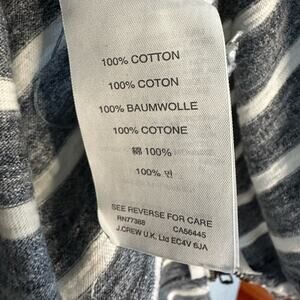 100% COTTON
100% COTON
100% BAUMWOLLE
100% COTONE
綿 100%
100% 면
SEE REVERSE FOR CARE
RN77388 CA56445
J.CREW U.K. Ltd EC4V 6JA